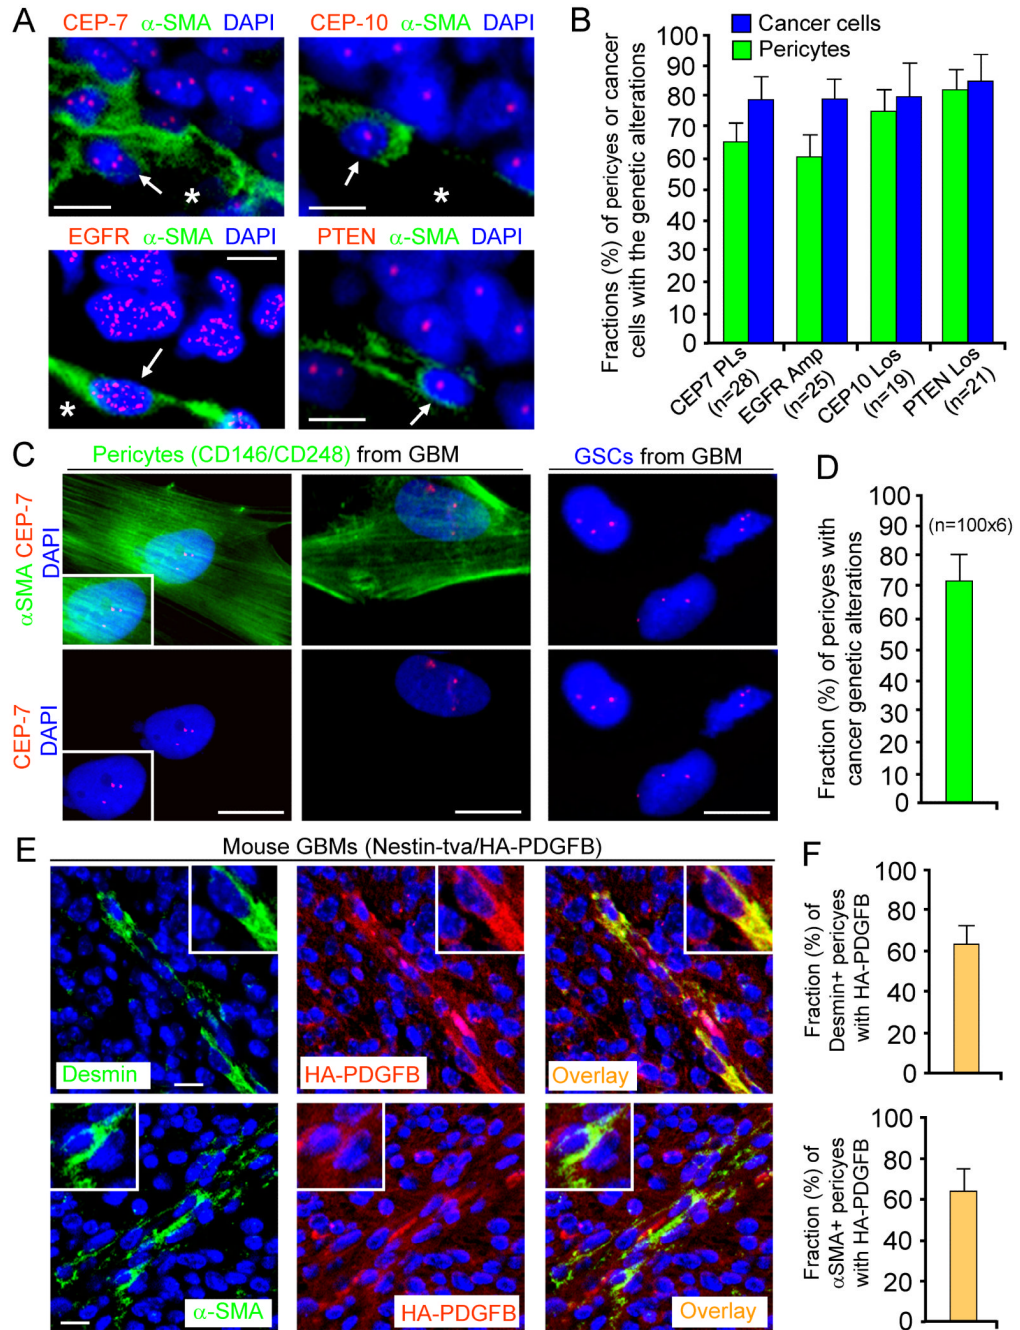 A
CEP-7 α-SMA DAPI
CEP-10 α-SMA DAPI
*
*
EGFR α-SMA DAPI
PTEN α-SMA DAPI
*
B
Cancer cells
Pericytes
Fractions (%) of pericyes or cancer
cells with the genetic alterations
100
90
80
70
60
80
40
30
20
10
0
CEP7 PLs
(n=28)
EGFR Amp
(n=25)
CEP10 Los
(n=19)
PTEN Los
(n=21)
C
Pericytes (CD146/CD248) from GBM
GSCs from GBM
αSMA CEP-7
DAPI
CEP-7
DAPI
D
Fraction (%) of pericytes with
cancer genetic alterations
(n=100x6)
100
90
80
70
60
50
40
30
20
10
0
E
Mouse GBMs (Nestin-tva/HA-PDGFB)
Desmin
HA-PDGFB
Overlay
α-SMA
HA-PDGFB
Overlay
F
Fraction (%) of
Desmin+ pericyes
with HA-PDGFB
80
60
40
20
0
Fraction (%) of
αSMA+ pericyes
with HA-PDGFB
100
80
60
40
20
0